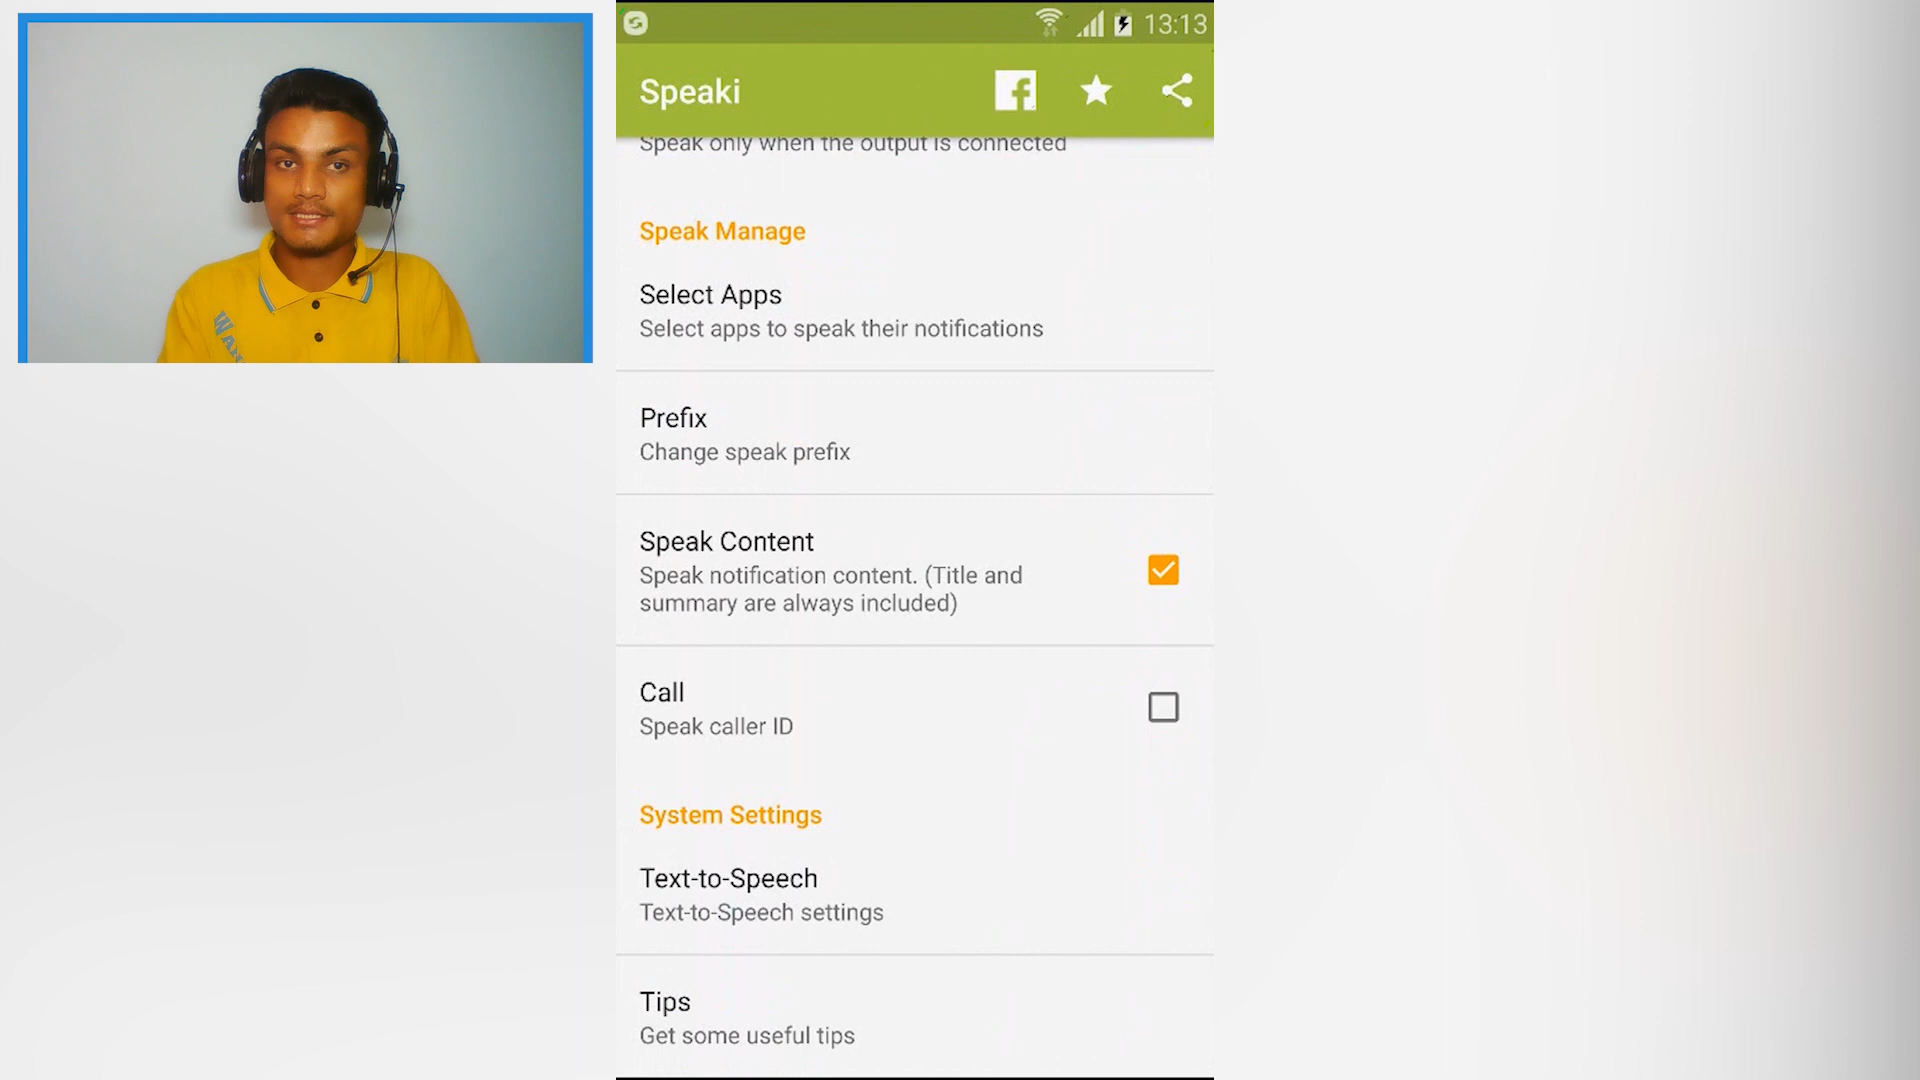 13:13
Speaki
Speak only when the output is connected
Speak Manage
Select Apps
Select apps to speak their notifications
Prefix
Change speak prefix
Speak Content
Speak notification content. (Title and
summary are always included)
Call
Speak caller ID
System Settings
Text-to-Speech
Text-to-Speech settings
Tips
Get some useful tips